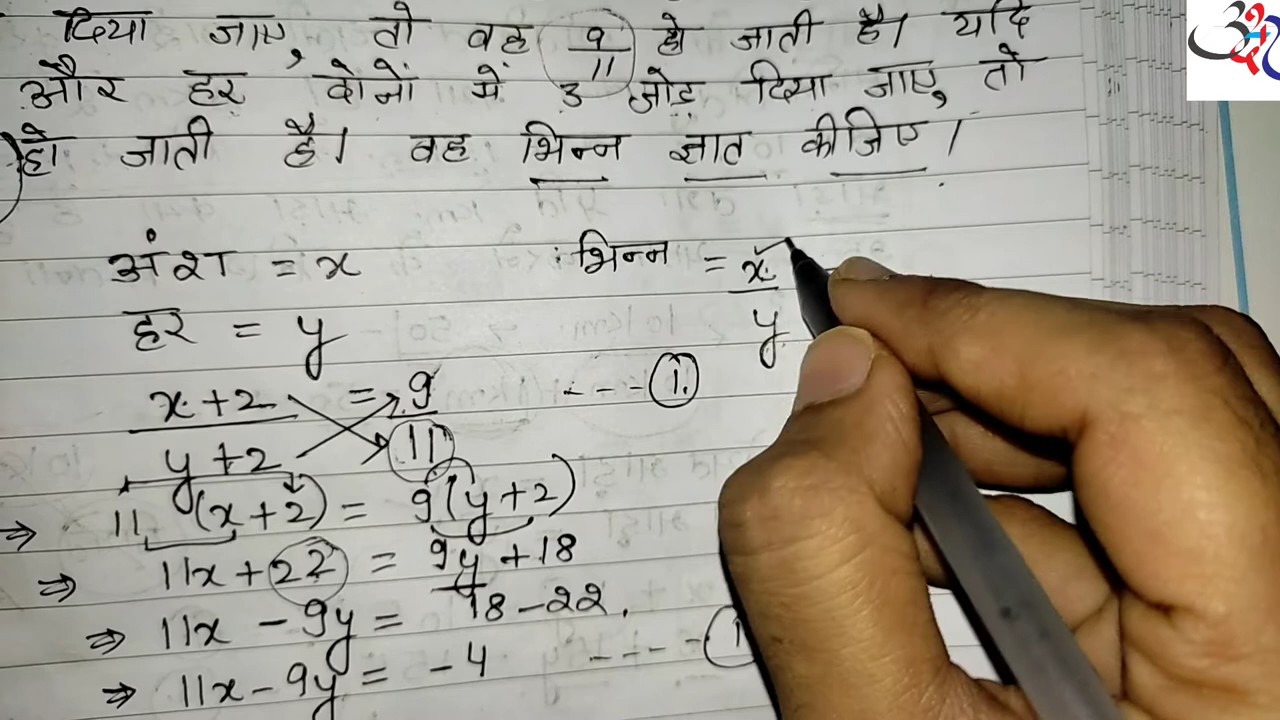 दिया जाए, तो वह 9/11 हो जाती है। यदि
और हर दोनों मे 3 जोड़ दिया जाए, तो
हो जाती है। वह भिन्न ज्ञात कीजिए।
अंश = x ∴ भिन्न = x/y
हर = y
x+2/y+2 = 9/11 ---- ①
⇒ 11 (x+2) = 9(y+2)
⇒ 11x+22 = 9y+18
⇒ 11x - 9y = 18-22.
⇒ 11x-9y = -4 ---- ①